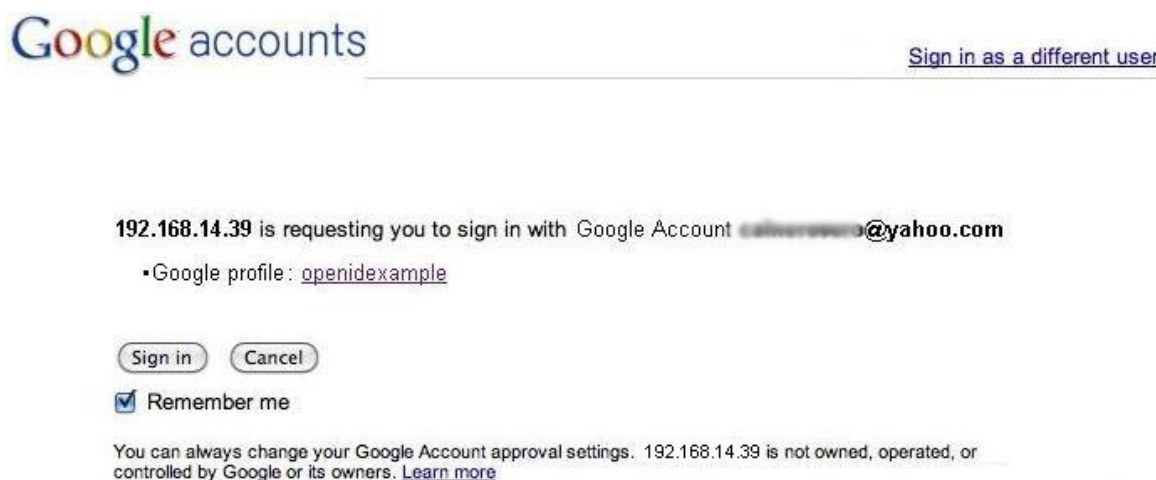 Google accounts
Sign in as a different user
192.168.14.39 is requesting you to sign in with Google Account @yahoo.com
▪Google profile: openidexample
Sign in Cancel
Remember me
You can always change your Google Account approval settings. 192.168.14.39 is not owned, operated, or
controlled by Google or its owners. Learn more